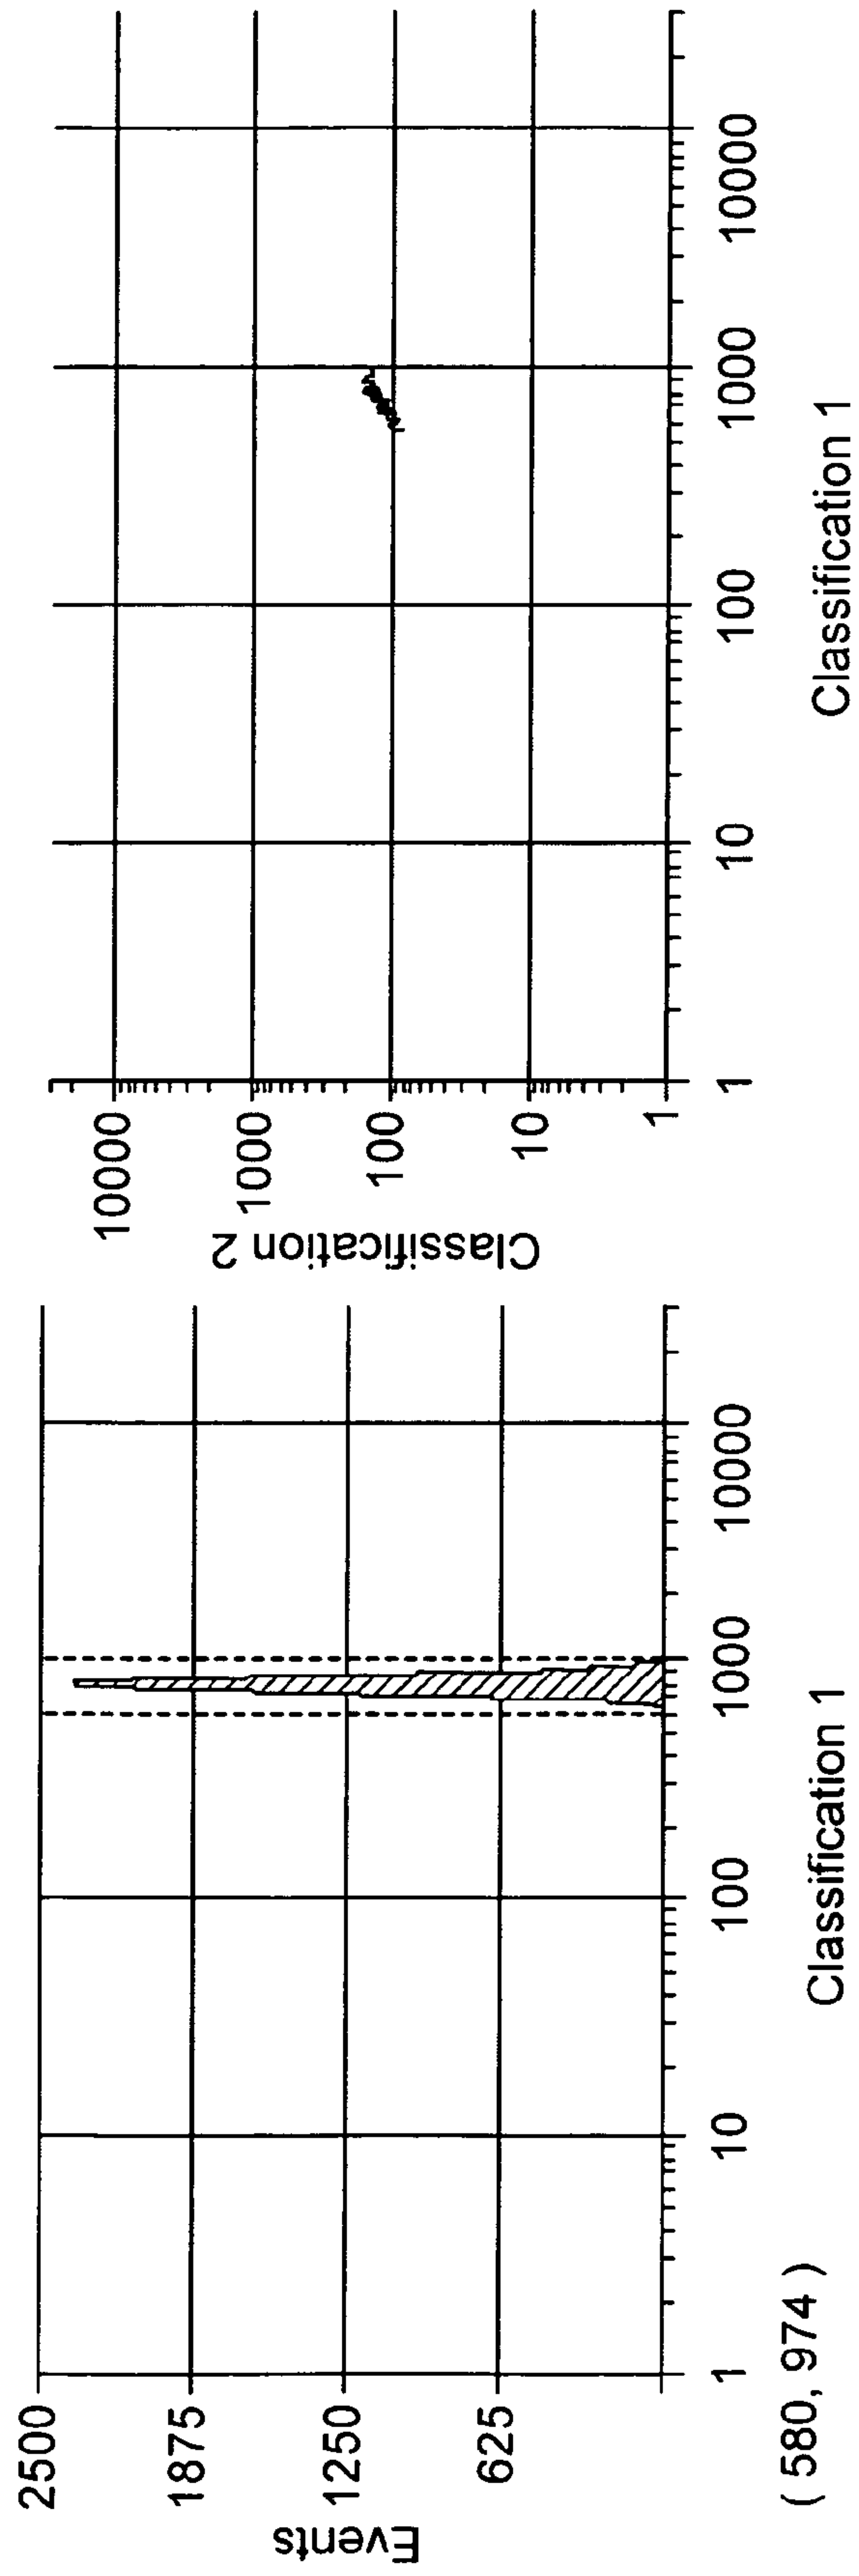 Events
2500
1875
1250
625
1 10 100 1000 10000
Classification 1
( 580, 974 )
Classification 2
10000
1000
100
10
1
1 10 100 1000 10000
Classification 1